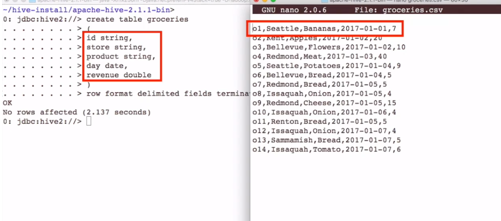 ~/hive-install/apache-hive-2.1.1-bin>
0: jdbc:hive2://> create table groceries
. . . . . . . . > (
. . . . . . . . > id string,
. . . . . . . . > store string,
. . . . . . . . > product string,
. . . . . . . . > day date,
. . . . . . . . > revenue double
. . . . . . . . > )
. . . . . . . . > row format delimited fields
OK
No rows affected (2.137 seconds)
0: jdbc:hive2://>
GNU nano 2.0.6 File: groceries.csv
o1,Seattle,Bananas,2017-01-01,7
o2,Kent,Apples,2017-01-02,20
o3,Bellevue,Flowers,2017-01-02,10
o4,Redmond,Meat,2017-01-03,40
o5,Seattle,Potatoes,2017-01-04,9
o6,Bellevue,Bread,2017-01-04,5
o7,Redmond,Bread,2017-01-05,5
o8,Issaquah,Onion,2017-01-05,4
o9,Redmond,Cheese,2017-01-05,15
o10,Issaquah,Onion,2017-01-06,4
o11,Renton,Bread,2017-01-05,5
o12,Issaquah,Onion,2017-01-07,4
o13,Sammamish,Bread,2017-01-07,5
o14,Issaquah,Tomato,2017-01-07,6